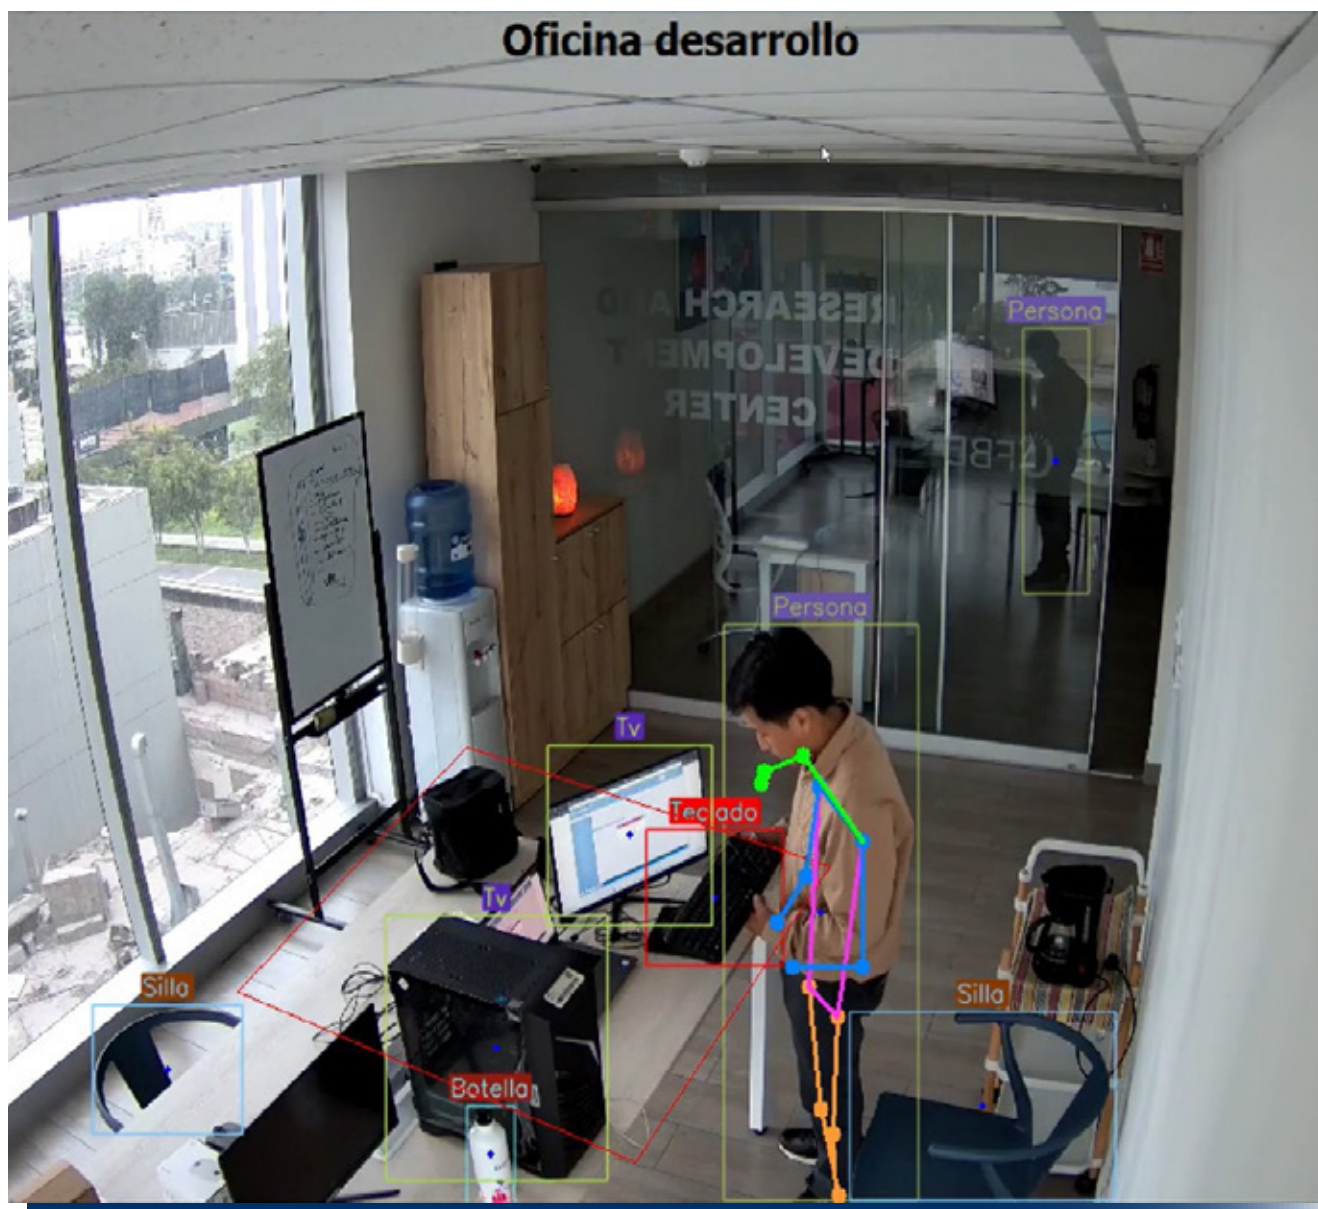 Oficina desarrollo
RESEARCH AND
Persona
DEVELOPMENT
CENTER
Persona
Tv
Teclado
Tv
Silla
Silla
Botella